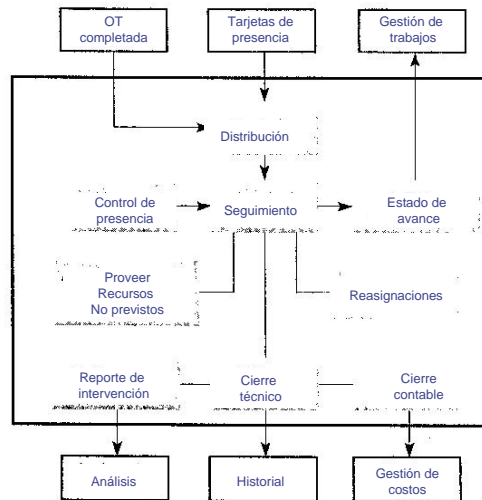 OT
completada
Tarjetas de
presencia
Gestión de
trabajos
Distribución
Control de
presencia
Seguimiento
Estado de
avance
Proveer
Recursos
No previstos
Reasignaciones
Reporte de
intervención
Cierre
técnico
Cierre
contable
Análisis
Historial
Gestión de
costos